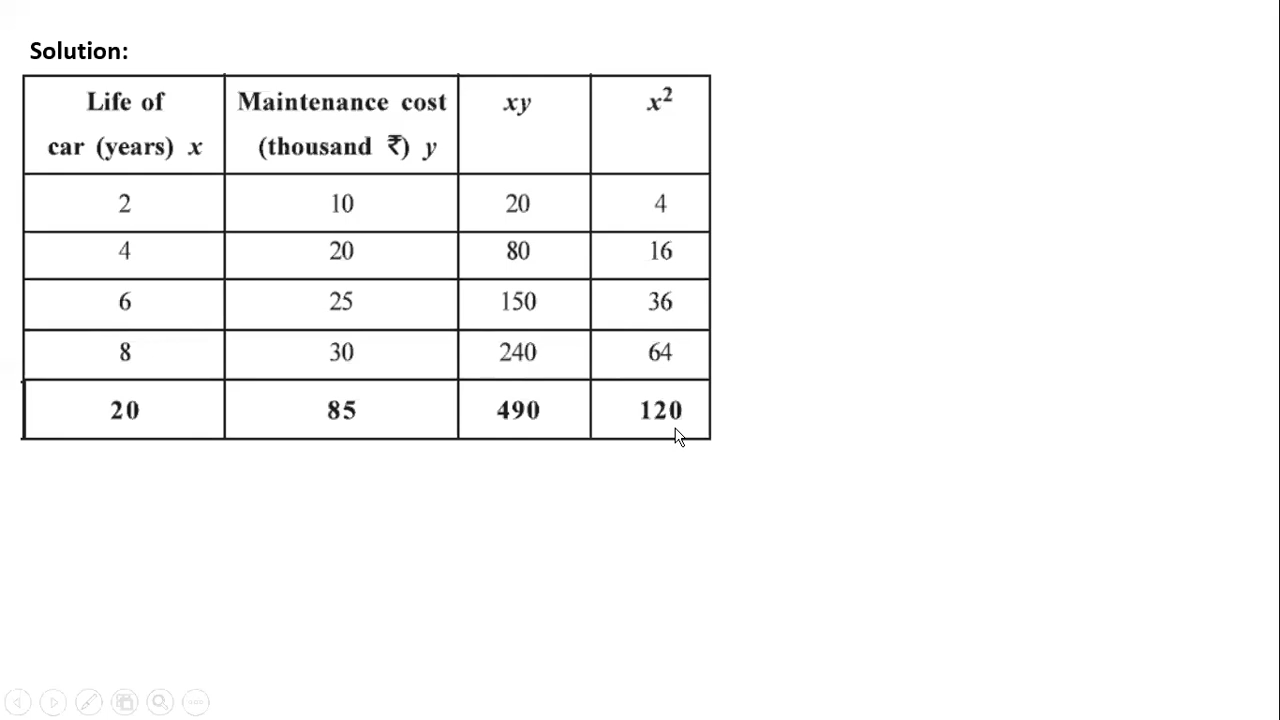 Solution:
Life of car (years) x Maintenance cost (thousand ₹) y xy x²
2 10 20 4
4 20 80 16
6 25 150 36
8 30 240 64
20 85 490 120